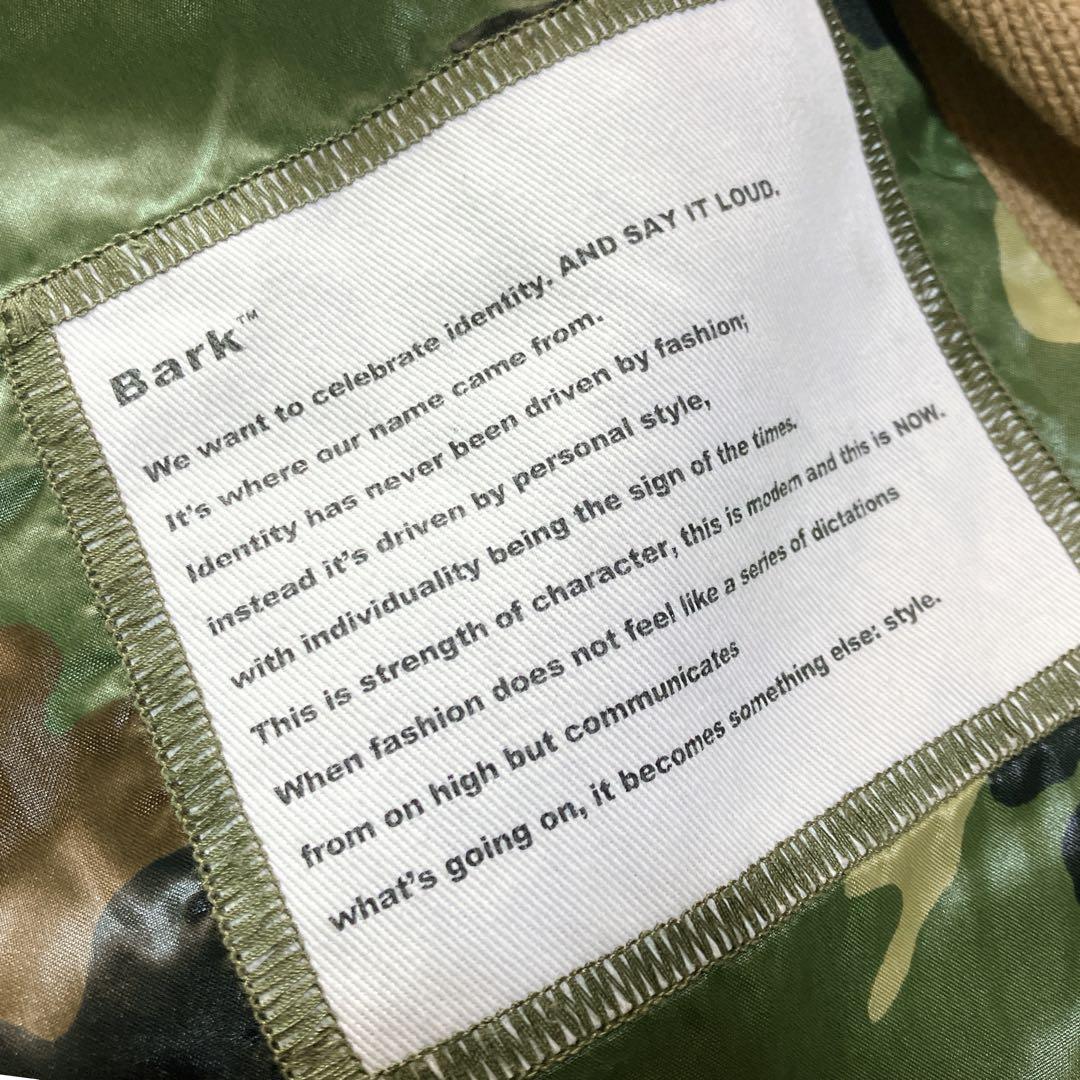 Bark™
We want to celebrate identity. AND SAY IT LOUD.
It's where our name came from.
Identity has never been driven by fashion;
instead it's driven by personal style,
with individuality being the sign of the times.
This is strength of character, this is modern and this is NOW.
When fashion does not feel like a series of dictations
from on high but communicates
what's going on, it becomes something else: style.